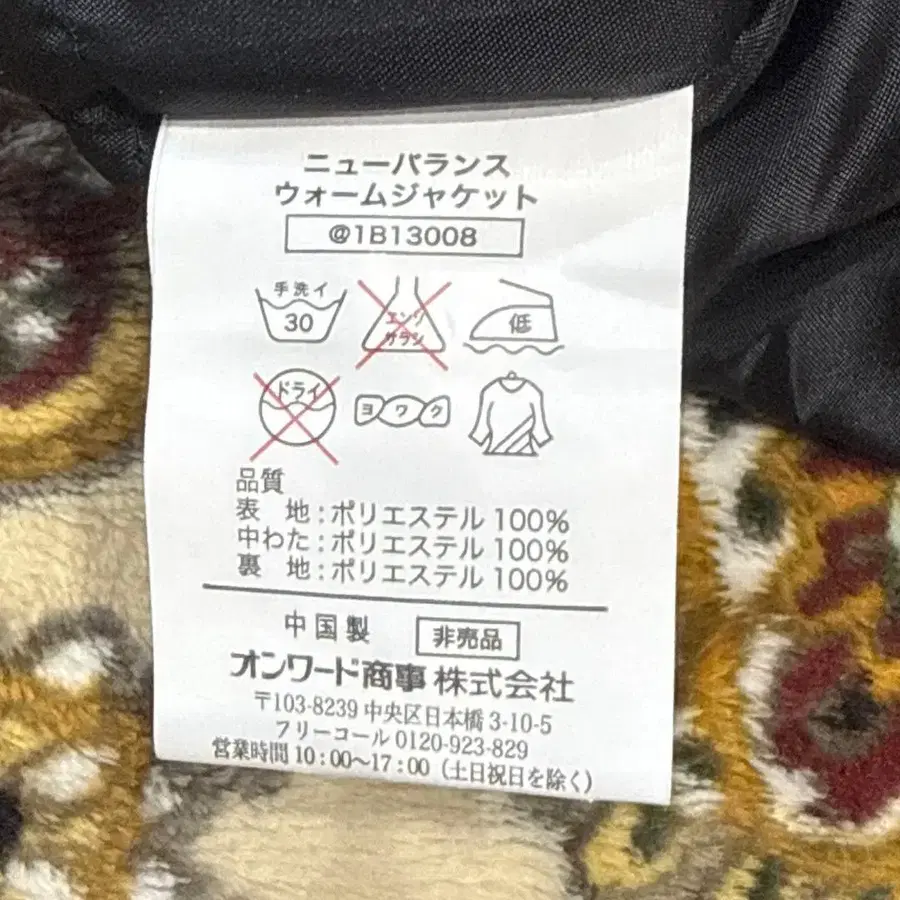 ニューバランス
ウォームジャケット
@1B13008
手洗イ
30
エンソ
サラシ
低
ドライ
ヨワク
品質
表 地:ポリエステル 100%
中わた:ポリエステル 100%
裏 地:ポリエステル 100%
中国製 非売品
オンワード商事株式会社
〒103-8239 中央区日本橋 3-10-5
フリーコール 0120-923-829
営業時間 10:00〜17:00(土日祝日を除く)